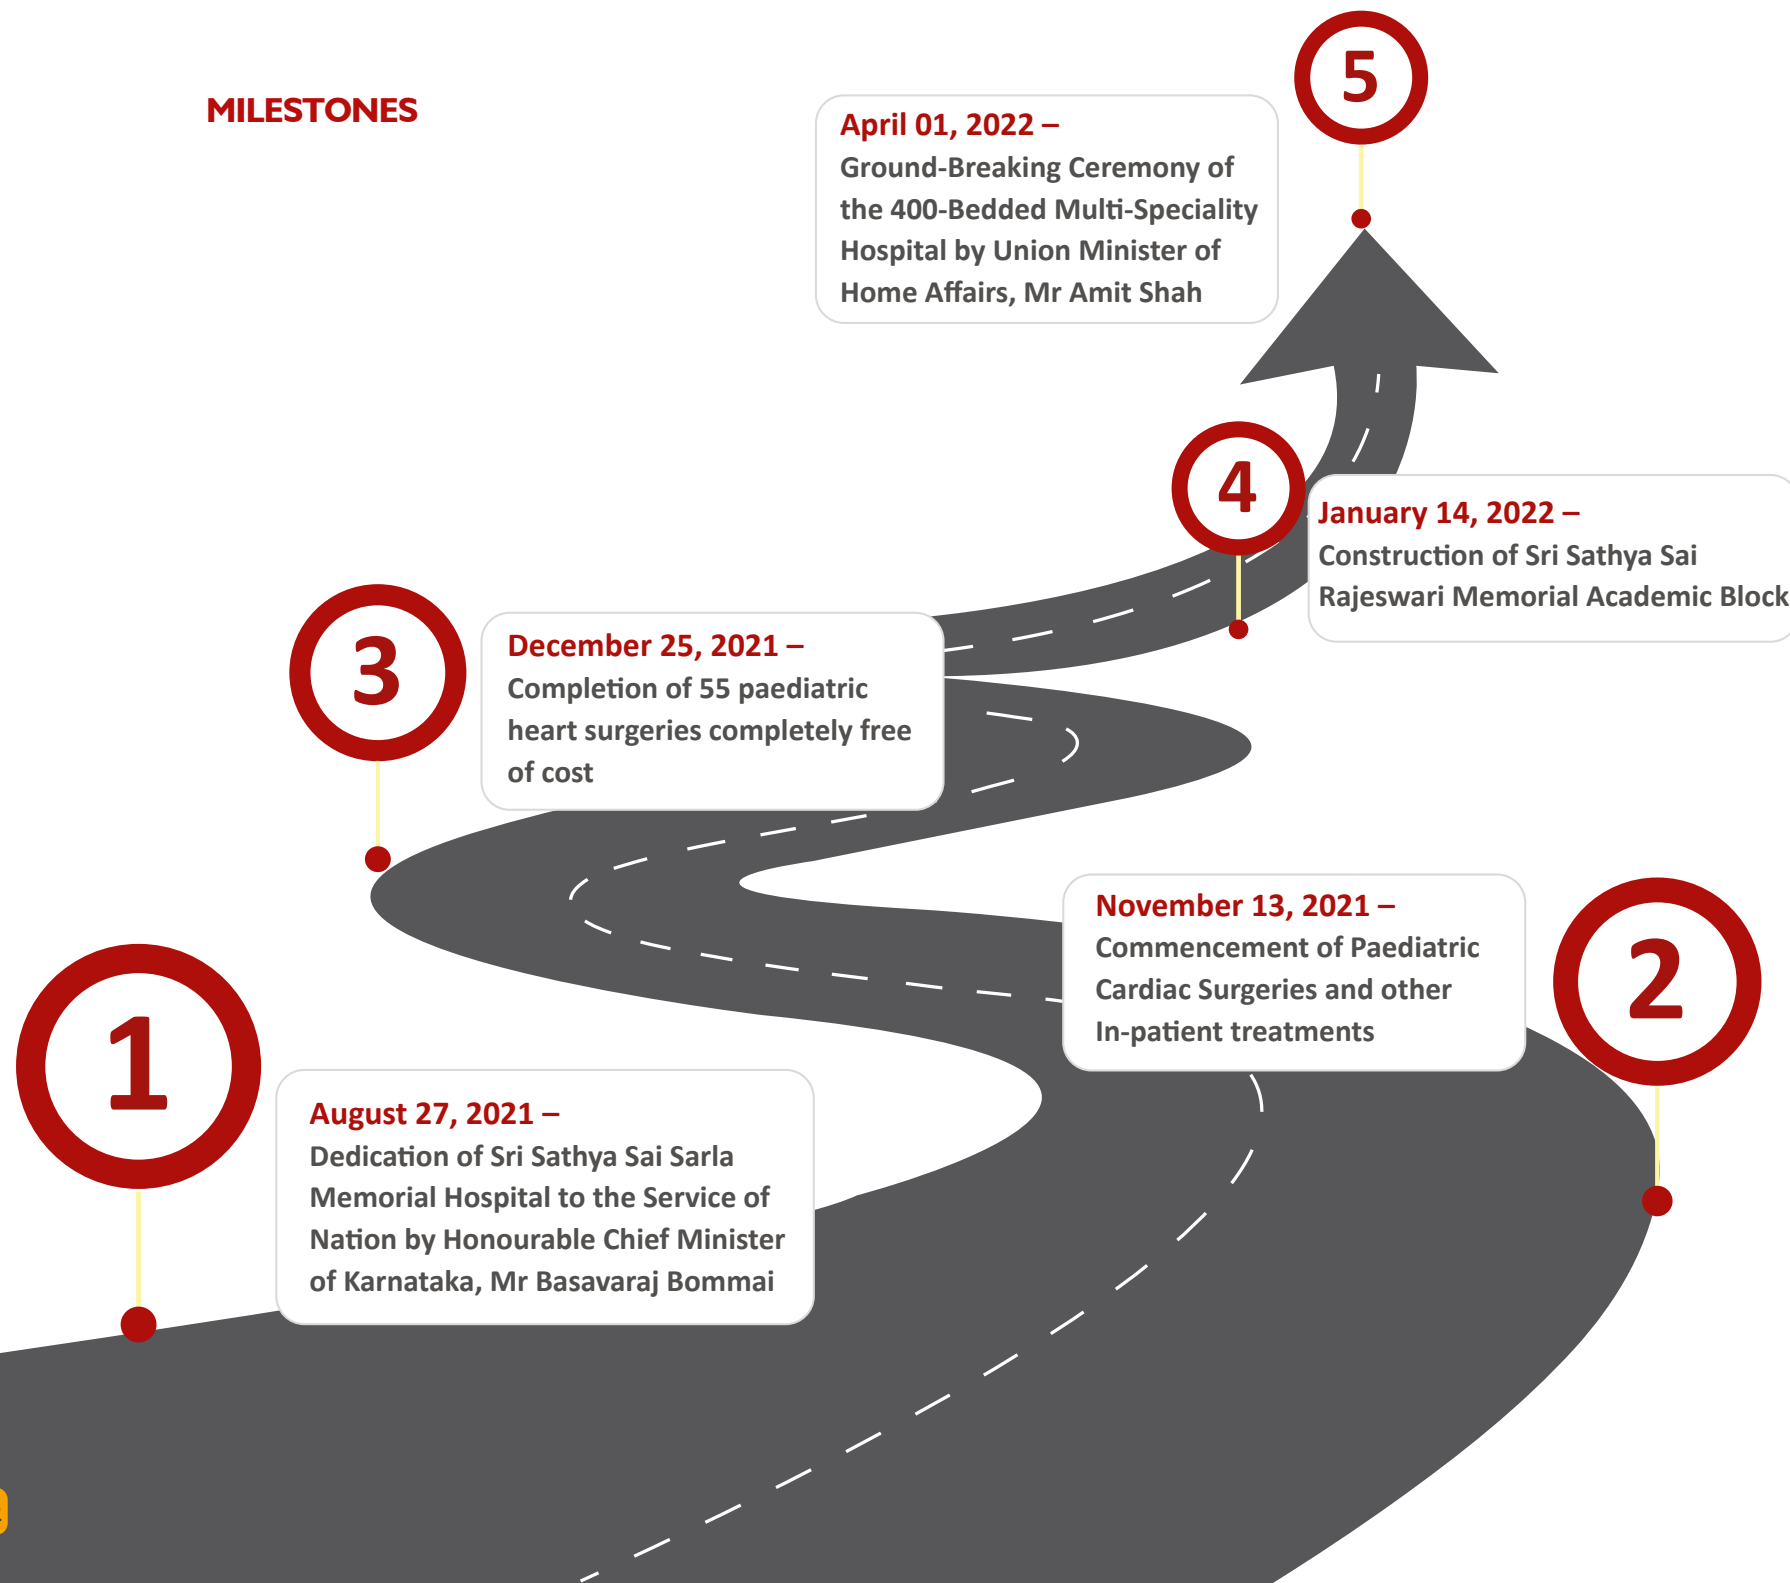 MILESTONES
5
April 01, 2022 –
Ground-Breaking Ceremony of
the 400-Bedded Multi-Speciality
Hospital by Union Minister of
Home Affairs, Mr Amit Shah
4
January 14, 2022 –
Construction of Sri Sathya Sai
Rajeswari Memorial Academic Block
3
December 25, 2021 –
Completion of 55 paediatric
heart surgeries completely free
of cost
2
November 13, 2021 –
Commencement of Paediatric
Cardiac Surgeries and other
In-patient treatments
1
August 27, 2021 –
Dedication of Sri Sathya Sai Sarla
Memorial Hospital to the Service of
Nation by Honourable Chief Minister
of Karnataka, Mr Basavaraj Bommai